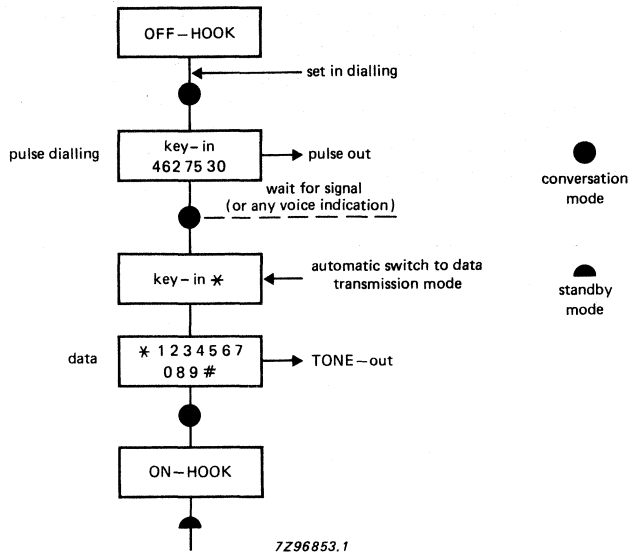 OFF-HOOK
set in dialling
pulse dialling
key-in
462 75 30
pulse out
wait for signal
(or any voice indication)
conversation
mode
key-in *
automatic switch to data
transmission mode
standby
mode
data
* 1 2 3 4 5 6 7
0 8 9 #
TONE-out
ON-HOOK
7Z96853.1